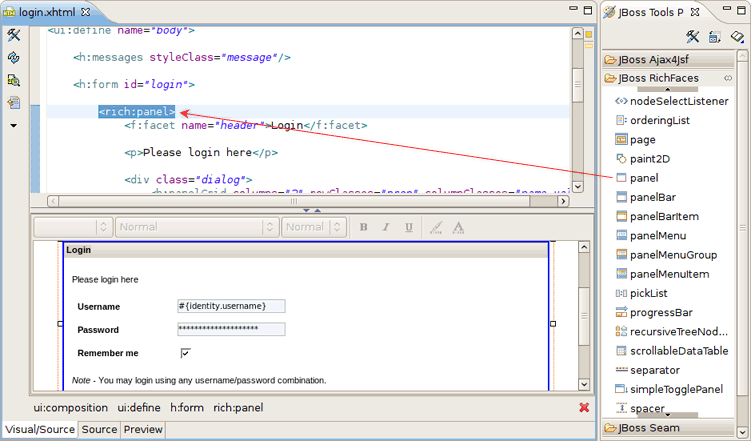 login.xhtml
<ui:define name="body">
<h:messages styleClass="message"/>
<h:form id="login">
<rich:panel>
<f:facet name="header">Login</f:facet>
<p>Please login here</p>
<div class="dialog">
Normal
Normal
B I U A
Login
Please login here
Username #{identity.username}
Password ********************
Remember me
Note - You may login using any username/password combination.
ui:composition ui:define h:form rich:panel
Visual/Source Source Preview
JBoss Tools P
JBoss Ajax4Jsf
JBoss RichFaces
nodeSelectListener
orderingList
page
paint2D
panel
panelBar
panelBarItem
panelMenu
panelMenuGroup
panelMenuItem
pickList
progressBar
recursiveTreeNod...
scrollableDataTable
separator
simpleTogglePanel
spacer
JBoss Seam